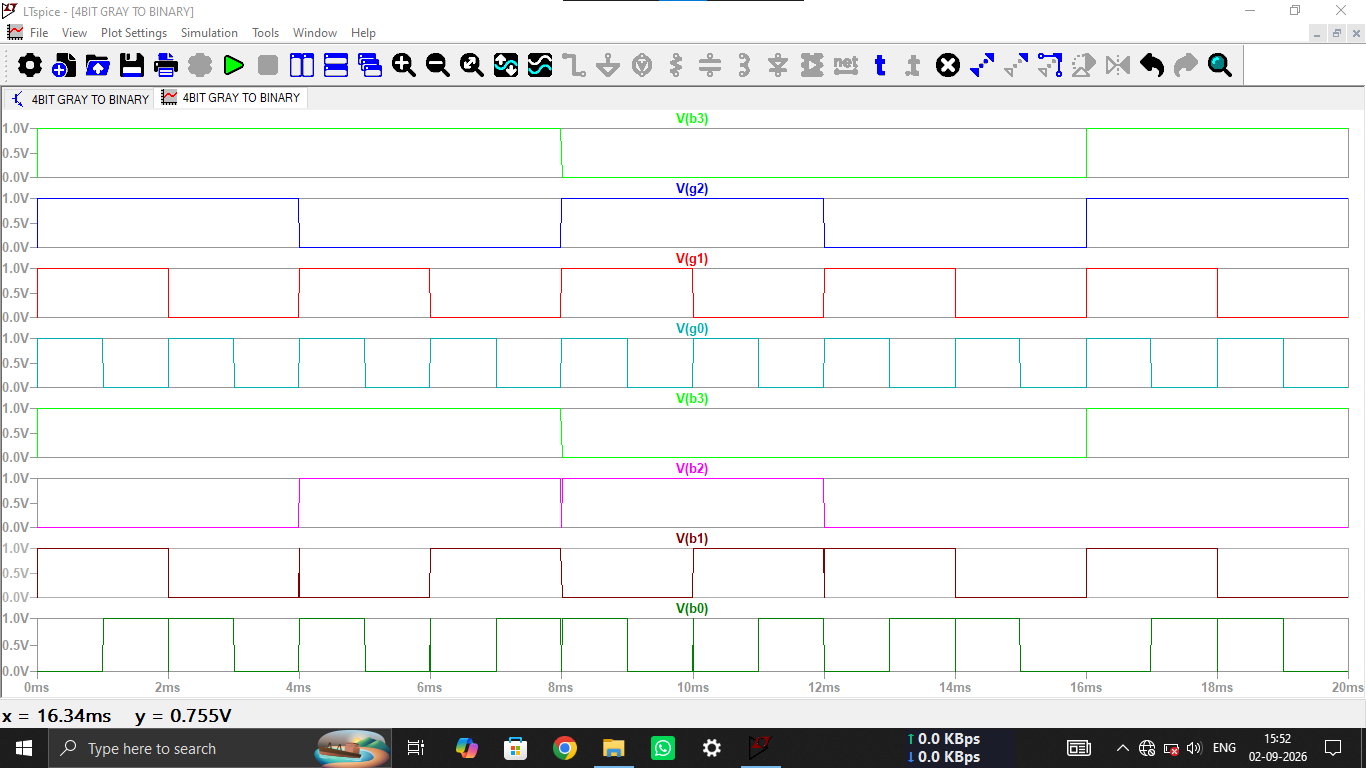 LTspice - [4BIT GRAY TO BINARY]
File View Plot Settings Simulation Tools Window Help
net t t
4BIT GRAY TO BINARY 4BIT GRAY TO BINARY
V(b3)
1.0V
0.5V
0.0V
V(g2)
1.0V
0.5V
0.0V
V(g1)
1.0V
0.5V
0.0V
V(g0)
1.0V
0.5V
0.0V
V(b3)
1.0V
0.5V
0.0V
V(b2)
1.0V
0.5V
0.0V
V(b1)
1.0V
0.5V
0.0V
V(b0)
1.0V
0.5V
0.0V
0ms 2ms 4ms 6ms 8ms 10ms 12ms 14ms 16ms 18ms 20ms
x = 16.34ms y = 0.755V
Type here to search
↑ 0.0 KBps
↓ 0.0 KBps
ENG
15:52
02-09-2026